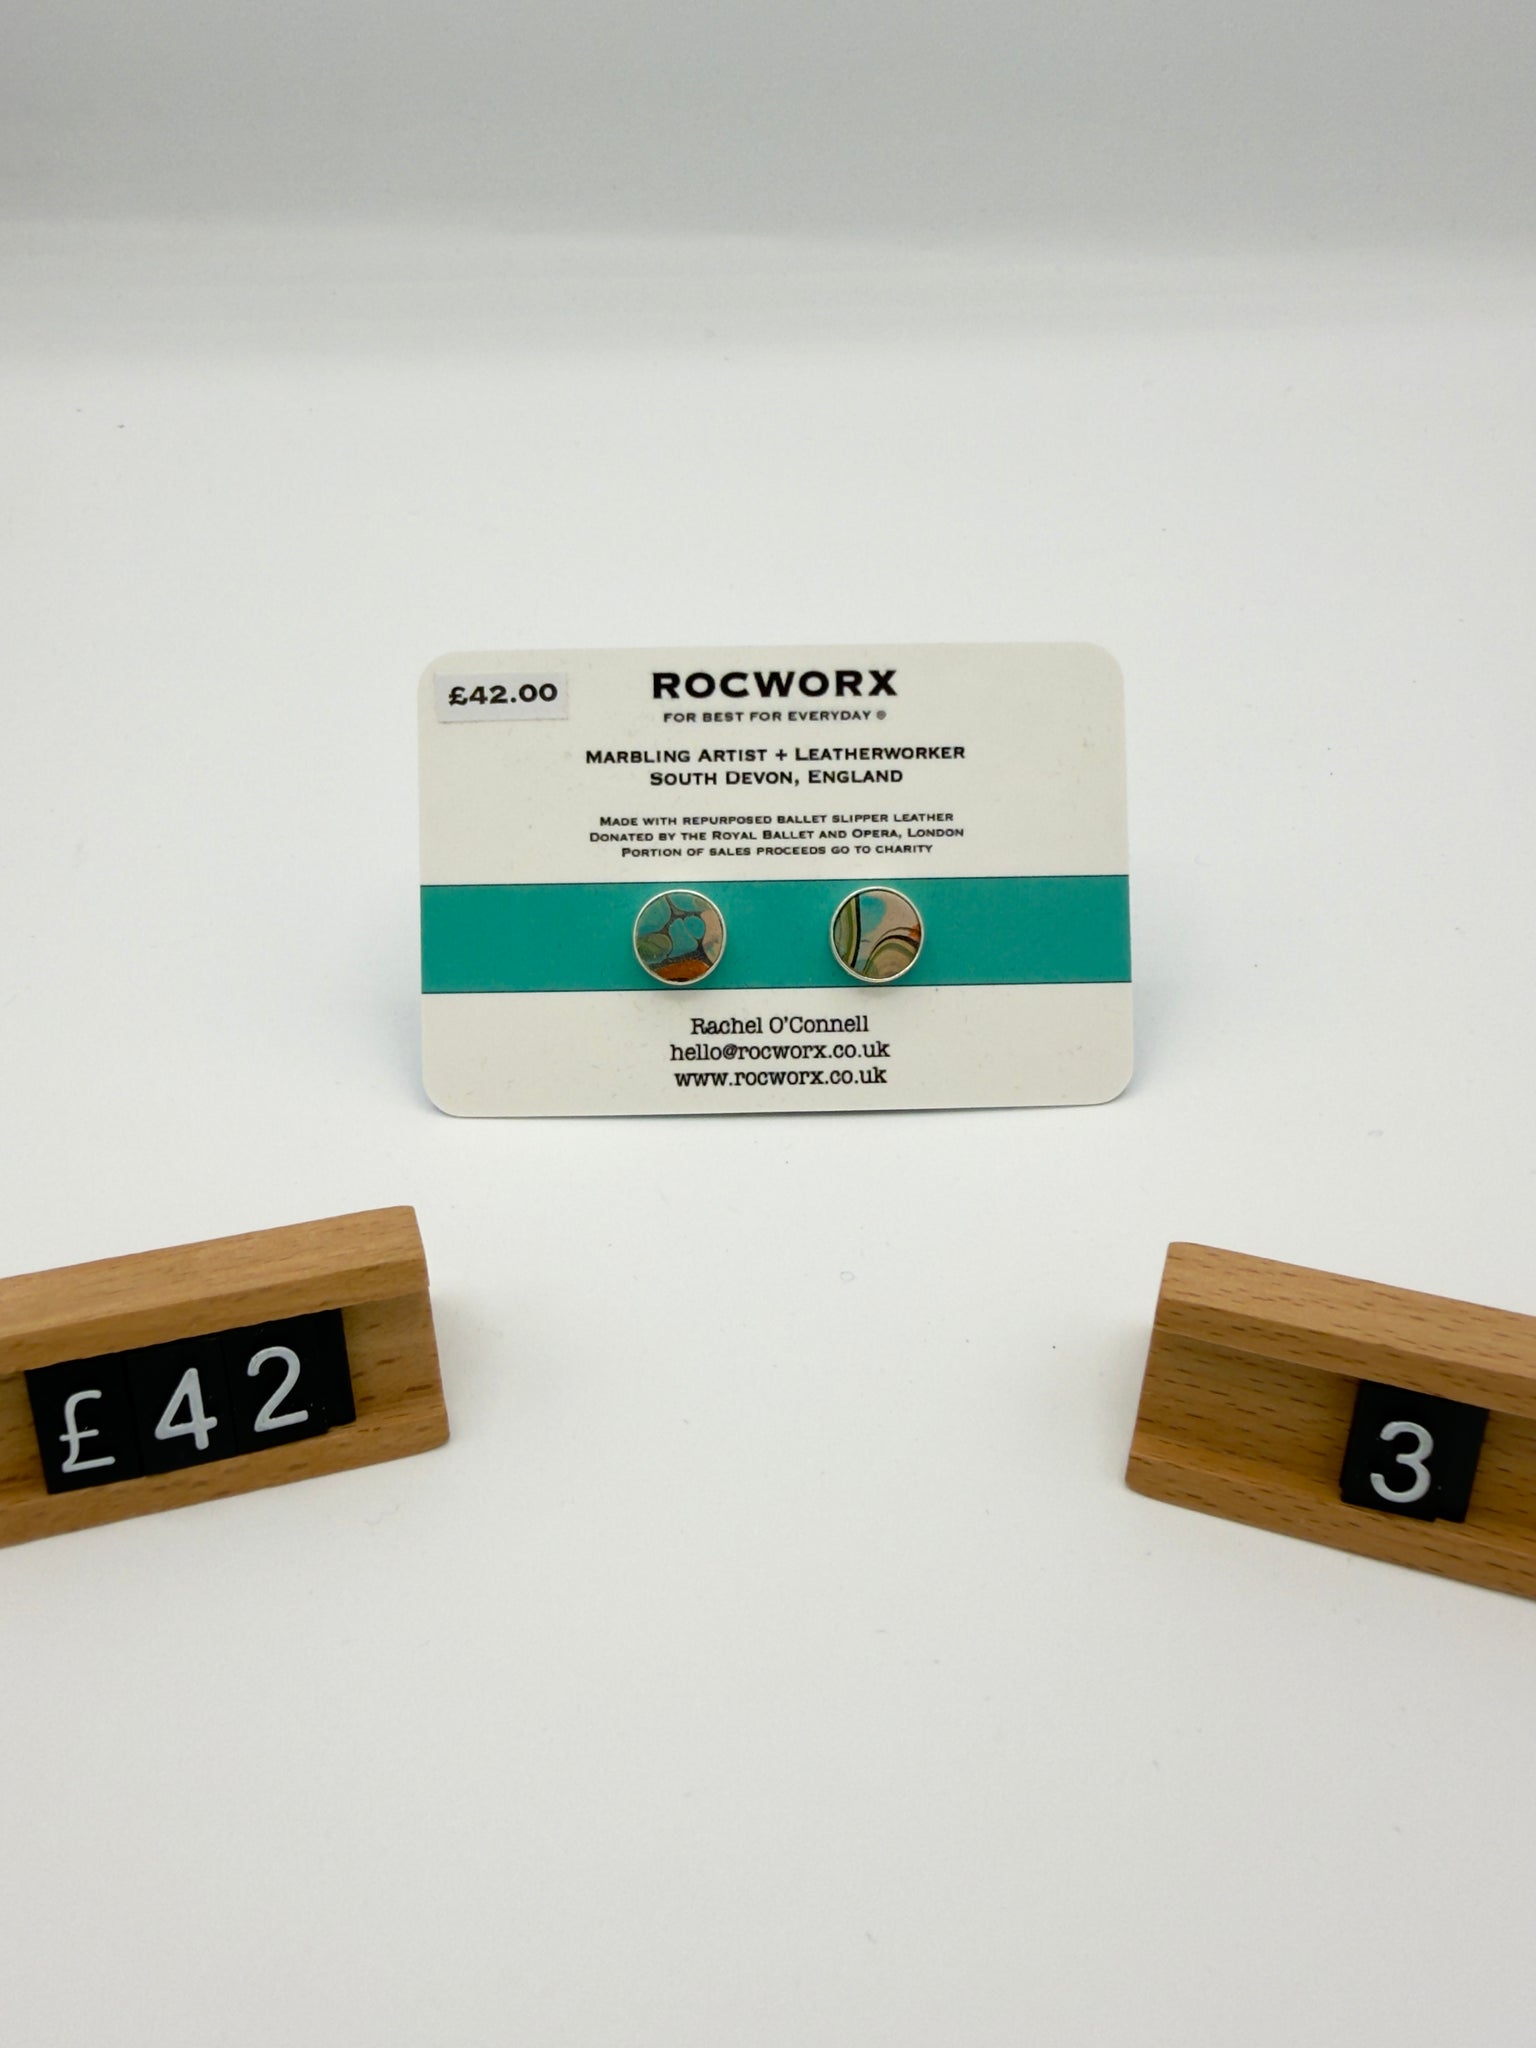 £42.00
ROCWORX
FOR BEST FOR EVERYDAY ®
MARBLING ARTIST + LEATHERWORKER
SOUTH DEVON, ENGLAND
MADE WITH REPURPOSED BALLET SLIPPER LEATHER
DONATED BY THE ROYAL BALLET AND OPERA, LONDON
PORTION OF SALES PROCEEDS GO TO CHARITY
Rachel O'Connell
hello@rocworx.co.uk
www.rocworx.co.uk
£42
3